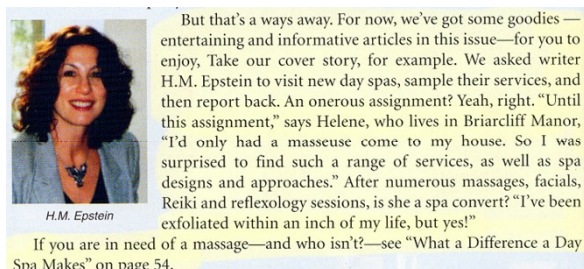 But that's a ways away. For now, we've got some goodies —
entertaining and informative articles in this issue—for you to
enjoy, Take our cover story, for example. We asked writer
H.M. Epstein to visit new day spas, sample their services, and
then report back. An onerous assignment? Yeah, right. “Until
this assignment,” says Helene, who lives in Briarcliff Manor,
“I'd only had a masseuse come to my house. So I was
surprised to find such a range of services, as well as spa
designs and approaches.” After numerous massages, facials,
Reiki and reflexology sessions, is she a spa convert? “I've been
exfoliated within an inch of my life, but yes!”
H.M. Epstein
If you are in need of a massage—and who isn't?—see “What a Difference a Day
Spa Makes” on page 54.